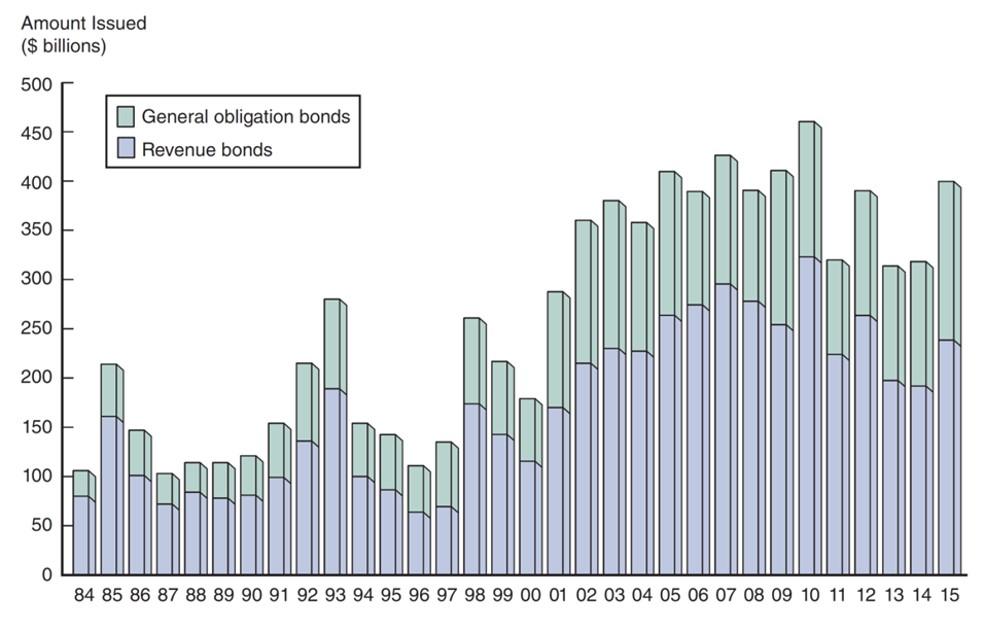 Amount Issued
($ billions)
500
450
400
350
300
250
200
150
100
50
0
General obligation bonds
Revenue bonds
84 85 86 87 88 89 90 91 92 93 94 95 96 97 98 99 00 01 02 03 04 05 06 07 08 09 10 11 12 13 14 15